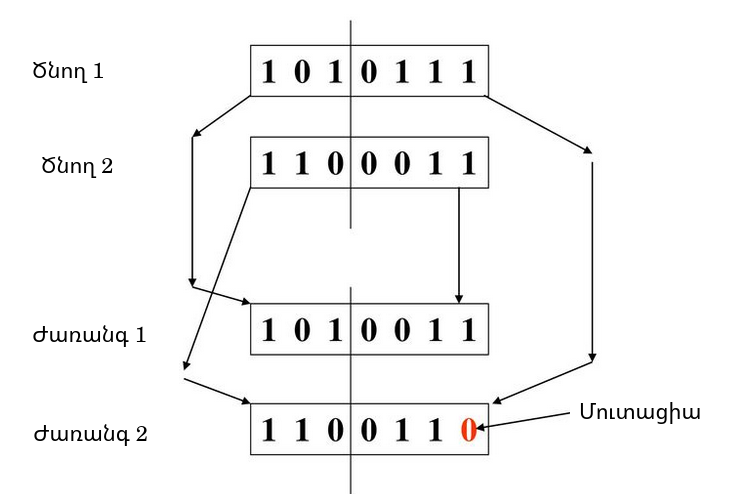 Ծնող 1
1 0 1 0 1 1 1
Ծնող 2
1 1 0 0 0 1 1
Ժառանգ 1
1 0 1 0 0 1 1
Մուտացիա
Ժառանգ 2
1 1 0 0 1 1 0